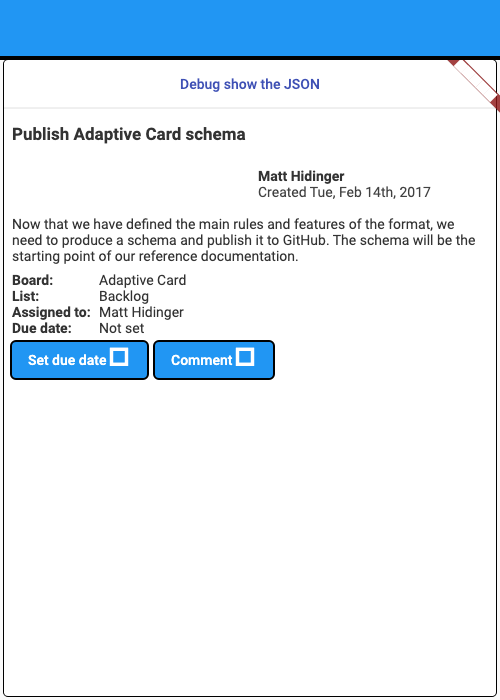 Debug show the JSON
Publish Adaptive Card schema
Matt Hidinger
Created Tue, Feb 14th, 2017
Now that we have defined the main rules and features of the format, we
need to produce a schema and publish it to GitHub. The schema will be the
starting point of our reference documentation.
Board: Adaptive Card
List: Backlog
Assigned to: Matt Hidinger
Due date: Not set
Set due date Comment